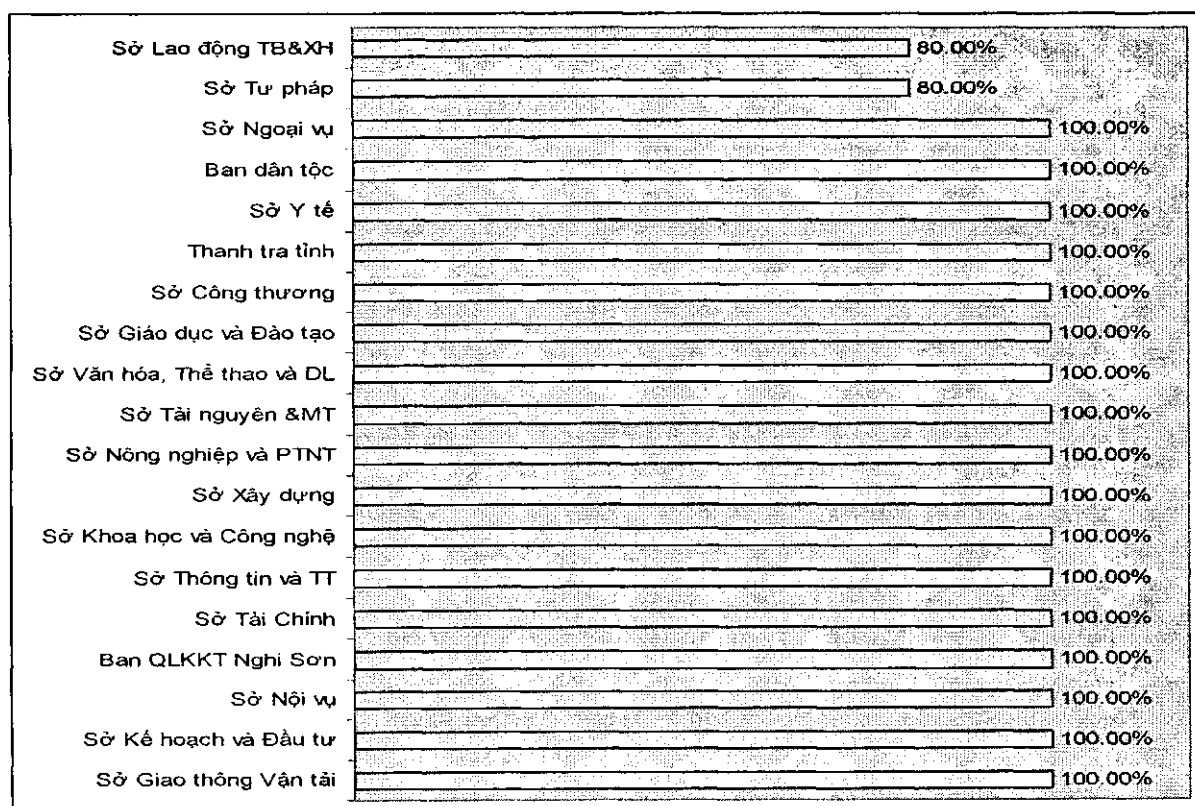 Sở Lao động TB&XH 80.00%
Sở Tư pháp 80.00%
Sở Ngoại vụ 100.00%
Ban dân tộc 100.00%
Sở Y tế 100.00%
Thanh tra tỉnh 100.00%
Sở Công thương 100.00%
Sở Giáo dục và Đào tạo 100.00%
Sở Văn hóa, Thể thao và DL 100.00%
Sở Tài nguyên &MT 100.00%
Sở Nông nghiệp và PTNT 100.00%
Sở Xây dựng 100.00%
Sở Khoa học và Công nghệ 100.00%
Sở Thông tin và TT 100.00%
Sở Tài Chính 100.00%
Ban QLKKT Nghi Sơn 100.00%
Sở Nội vụ 100.00%
Sở Kế hoạch và Đầu tư 100.00%
Sở Giao thông Vận tải 100.00%